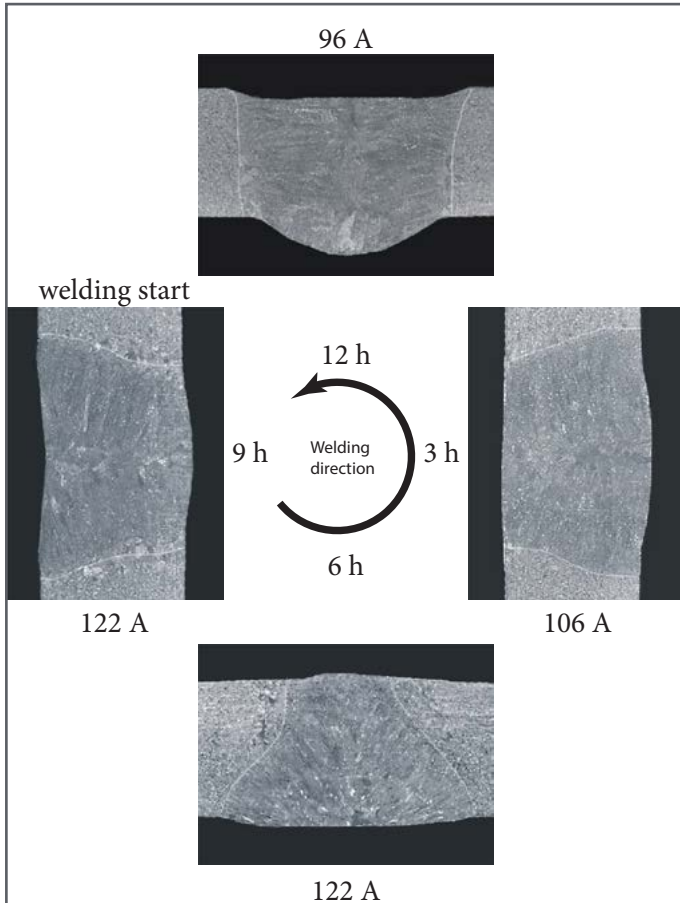 96 A
welding start
12 h
9 h
Welding
direction
3 h
6 h
122 A
106 A
122 A